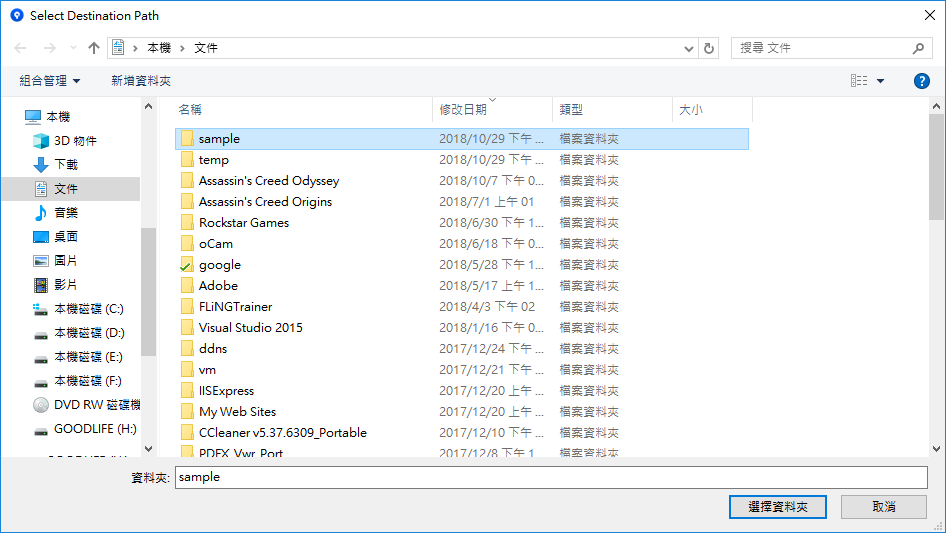 Select Destination Path
本機 文件
搜尋 文件
組合管理 新增資料夾
本機
3D 物件
下載
文件
音樂
桌面
圖片
影片
本機磁碟 (C:)
本機磁碟 (D:)
本機磁碟 (E:)
本機磁碟 (F:)
DVD RW 磁碟機
GOODLIFE (H:)
名稱 修改日期 類型 大小
sample 2018/10/29 下午 ... 檔案資料夾
temp 2018/10/29 下午 ... 檔案資料夾
Assassin's Creed Odyssey 2018/10/7 下午 0... 檔案資料夾
Assassin's Creed Origins 2018/7/1 上午 01 檔案資料夾
Rockstar Games 2018/6/30 下午 1... 檔案資料夾
oCam 2018/6/18 下午 0... 檔案資料夾
google 2018/5/28 下午 1... 檔案資料夾
Adobe 2018/5/17 上午 1... 檔案資料夾
FLiNGTrainer 2018/4/3 下午 02 檔案資料夾
Visual Studio 2015 2018/1/16 下午 0... 檔案資料夾
ddns 2017/12/24 下午 ... 檔案資料夾
vm 2017/12/21 下午 ... 檔案資料夾
IISExpress 2017/12/20 上午 ... 檔案資料夾
My Web Sites 2017/12/20 上午 ... 檔案資料夾
CCleaner v5.37.6309_Portable 2017/12/10 下午 ... 檔案資料夾
PDFX_Vwr_Port 2017/12/8 下午 1 檔案資料夾
資料夾: sample
選擇資料夾 取消